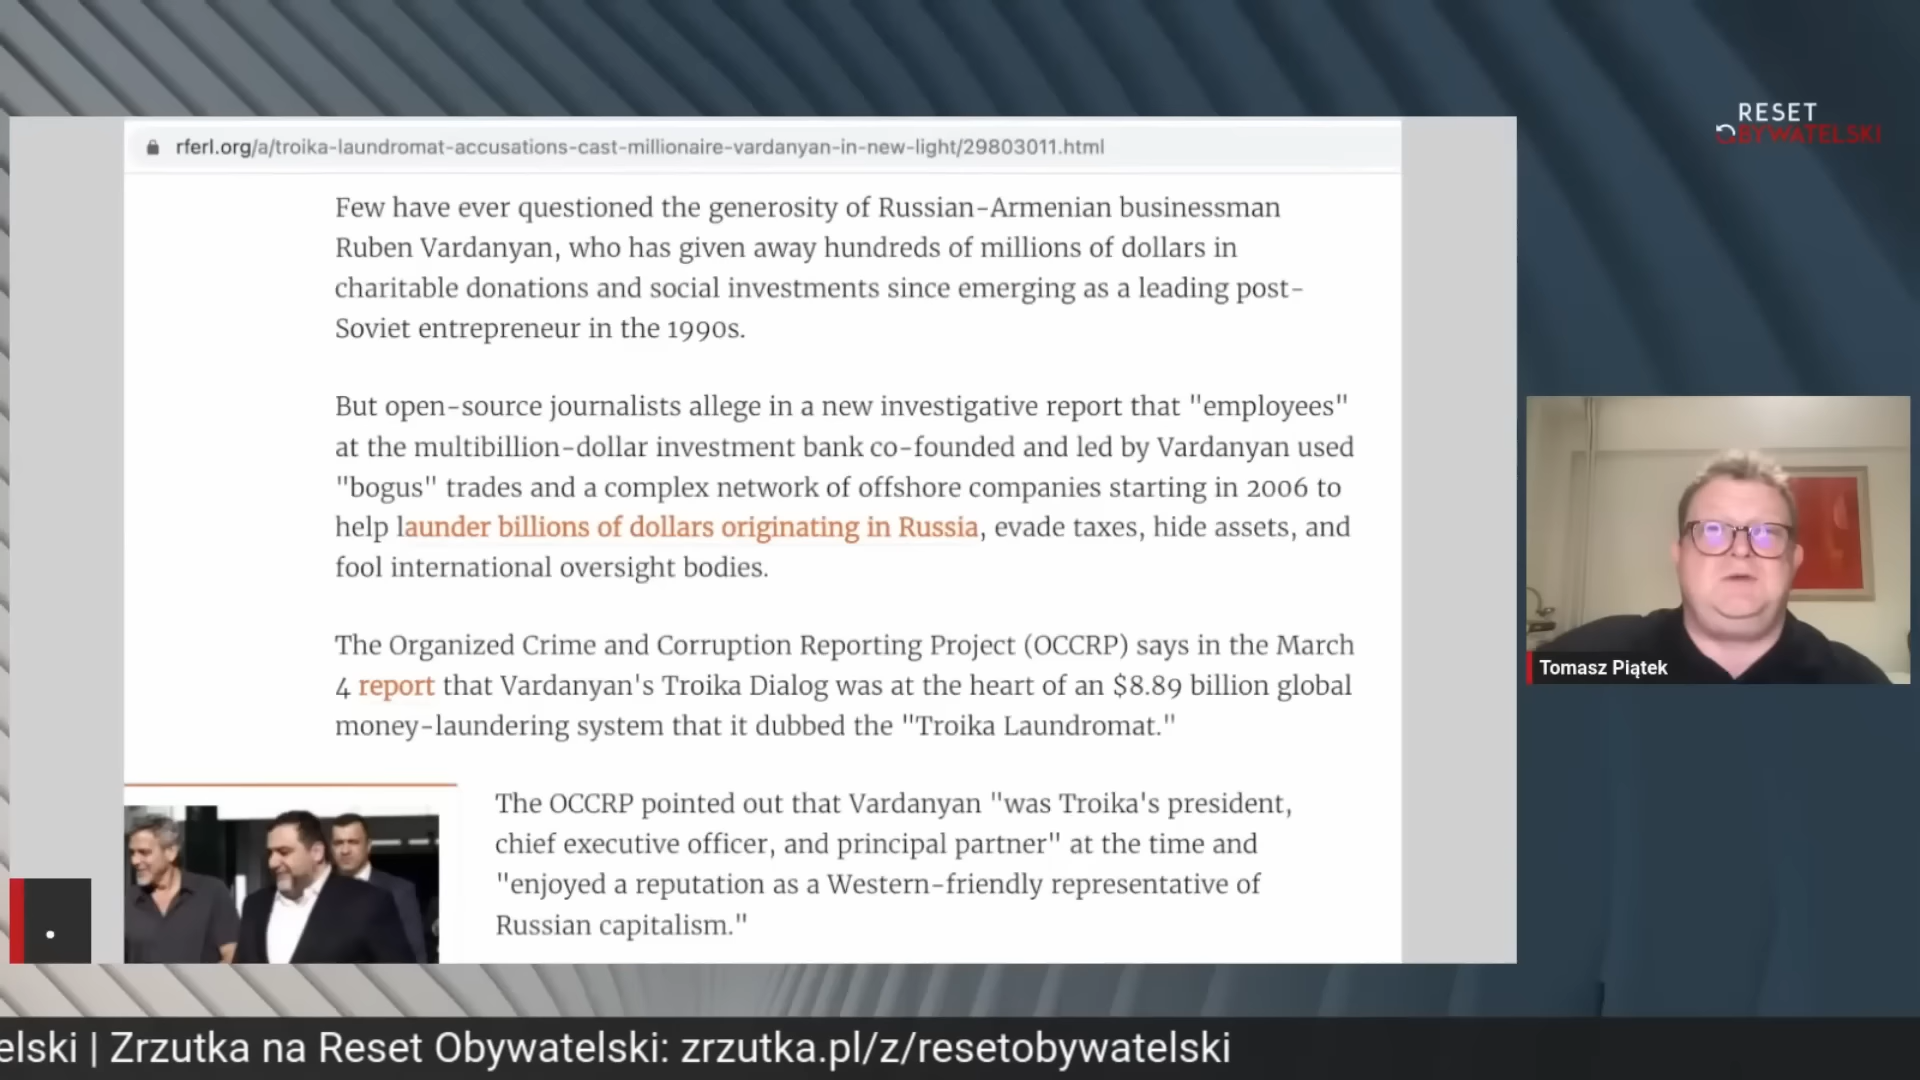 rferl.org/a/troika-laundromat-accusations-cast-millionaire-vardanyan-in-new-light/29803011.html
RESET
OBYWATELSKI
Few have ever questioned the generosity of Russian-Armenian businessman
Ruben Vardanyan, who has given away hundreds of millions of dollars in
charitable donations and social investments since emerging as a leading post-
Soviet entrepreneur in the 1990s.
But open-source journalists allege in a new investigative report that "employees"
at the multibillion-dollar investment bank co-founded and led by Vardanyan used
"bogus" trades and a complex network of offshore companies starting in 2006 to
help launder billions of dollars originating in Russia, evade taxes, hide assets, and
fool international oversight bodies.
The Organized Crime and Corruption Reporting Project (OCCRP) says in the March
4 report that Vardanyan's Troika Dialog was at the heart of an $8.89 billion global
money-laundering system that it dubbed the "Troika Laundromat."
The OCCRP pointed out that Vardanyan "was Troika's president,
chief executive officer, and principal partner" at the time and
"enjoyed a reputation as a Western-friendly representative of
Russian capitalism."
Tomasz Piątek
.
elski | Zrzutka na Reset Obywatelski: zrzutka.pl/z/resetobywatelski